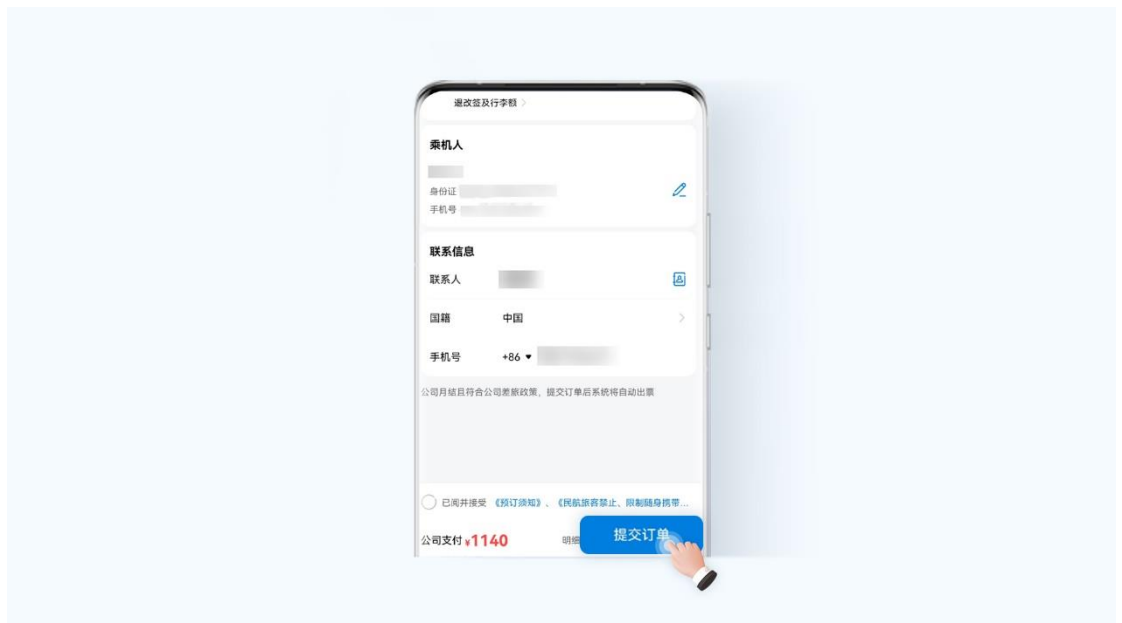 退改签及行李额 >
乘机人
身份证
手机号
联系信息
联系人
国籍 中国 >
手机号 +86 ▼
公司月结且符合公司差旅政策，提交订单后系统将自动出票
已阅并接受 《预订须知》、《民航旅客禁止、限制随身携带...
公司支付 ¥1140 明细 提交订单